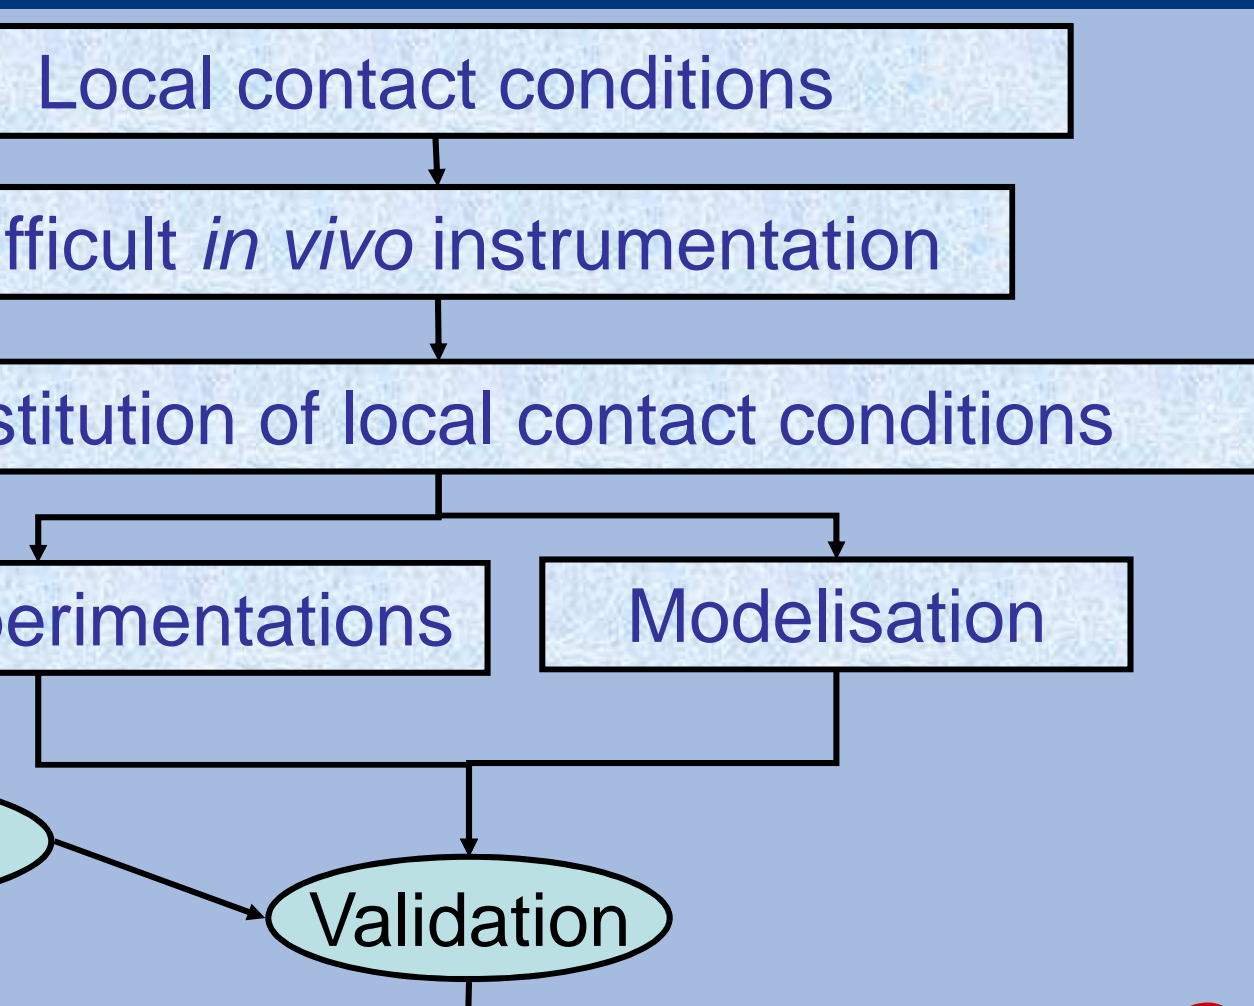 Local contact conditions
fficult in vivo instrumentation
stitution of local contact conditions
perimentations
Modelisation
Validation